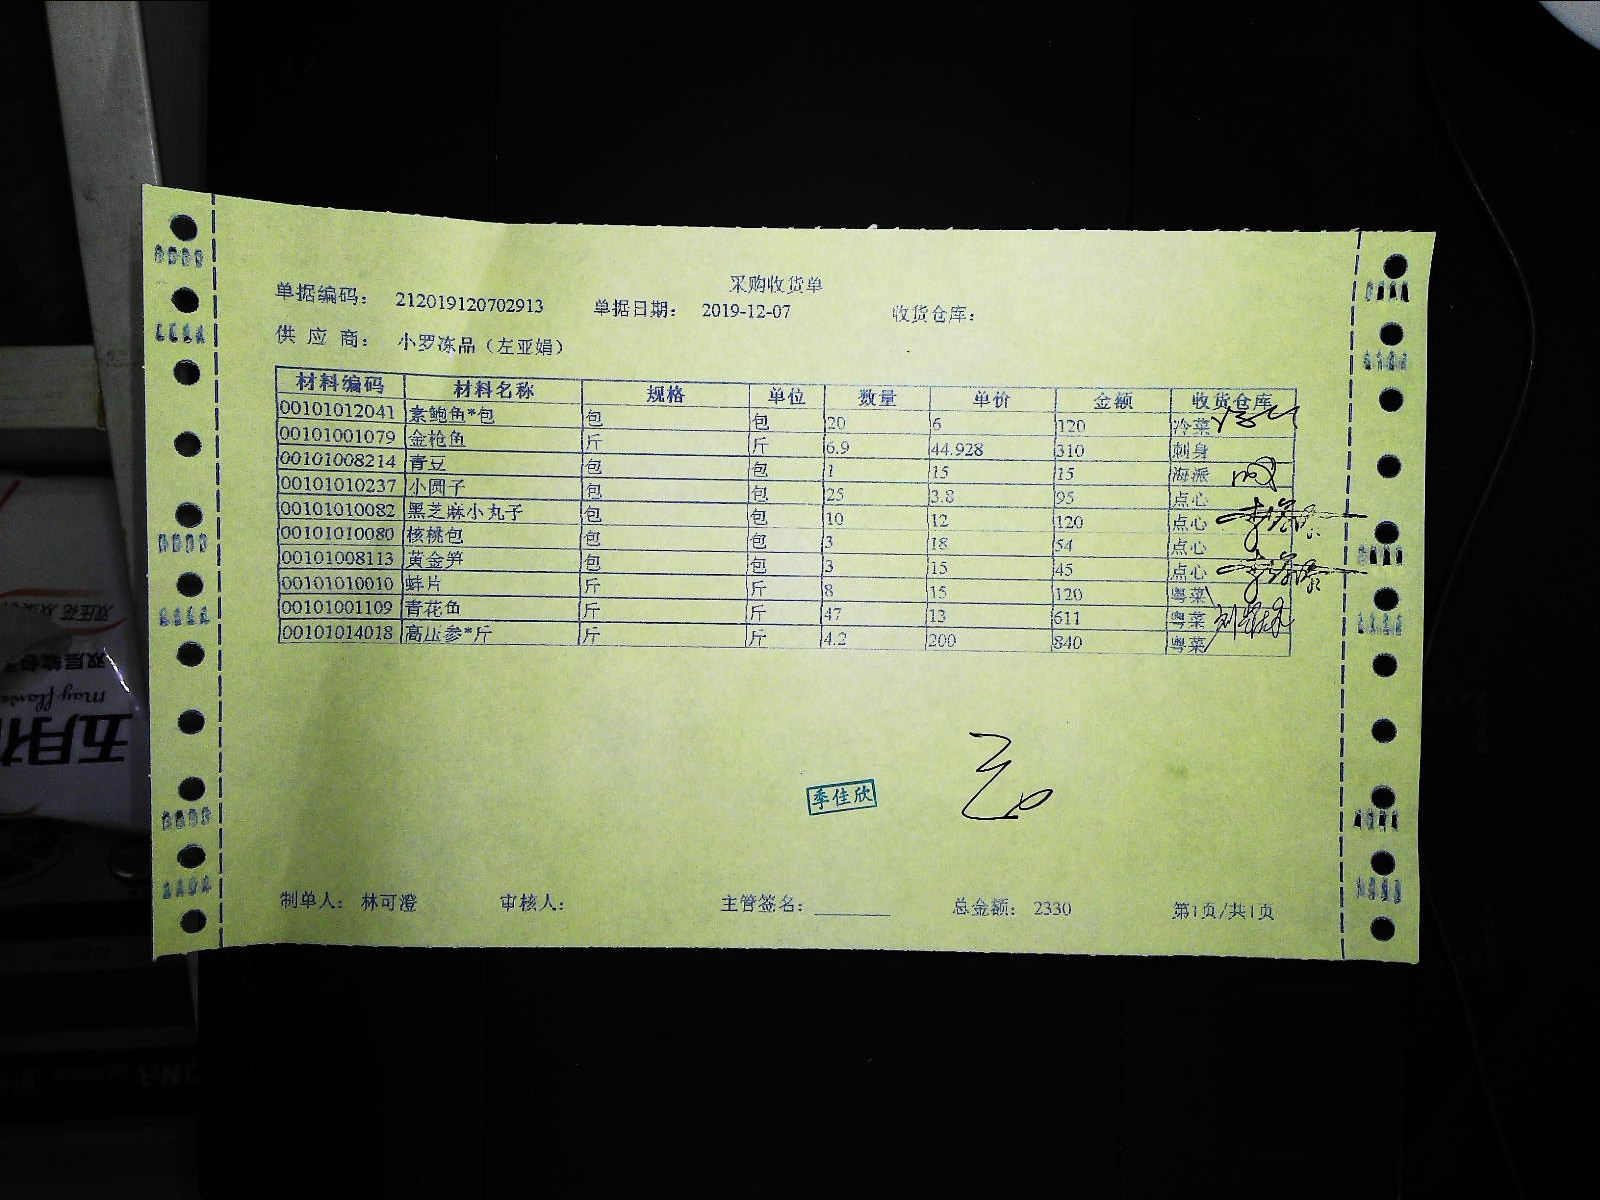 采购收货单
单据编码： 212019120702913 单据日期： 2019-12-07 收货仓库：
供 应 商： 小罗冻品（左亚娟）
材料编码 材料名称 规格 单位 数量 单价 金额 收货仓库
00101012041 素鲍鱼*包 包 包 20 6 120 冷菜
00101001079 金枪鱼 斤 斤 6.9 44.928 310 刺身
00101008214 青豆 包 包 1 15 15 海派
00101010237 小圆子 包 包 25 3.8 95 点心
00101010082 黑芝麻小丸子 包 包 10 12 120 点心
00101010080 核桃包 包 包 3 18 54 点心
00101008113 黄金笋 包 包 3 15 45 点心
00101010010 蚌片 斤 斤 8 15 120 粤菜
00101001109 青花鱼 斤 斤 47 13 611 粤菜
00101014018 高压参*斤 斤 斤 4.2 200 840 粤菜
季佳欣
制单人： 林可澄 审核人： 主管签名：________ 总金额： 2330 第1页/共1页
双压花
may flower
五月花